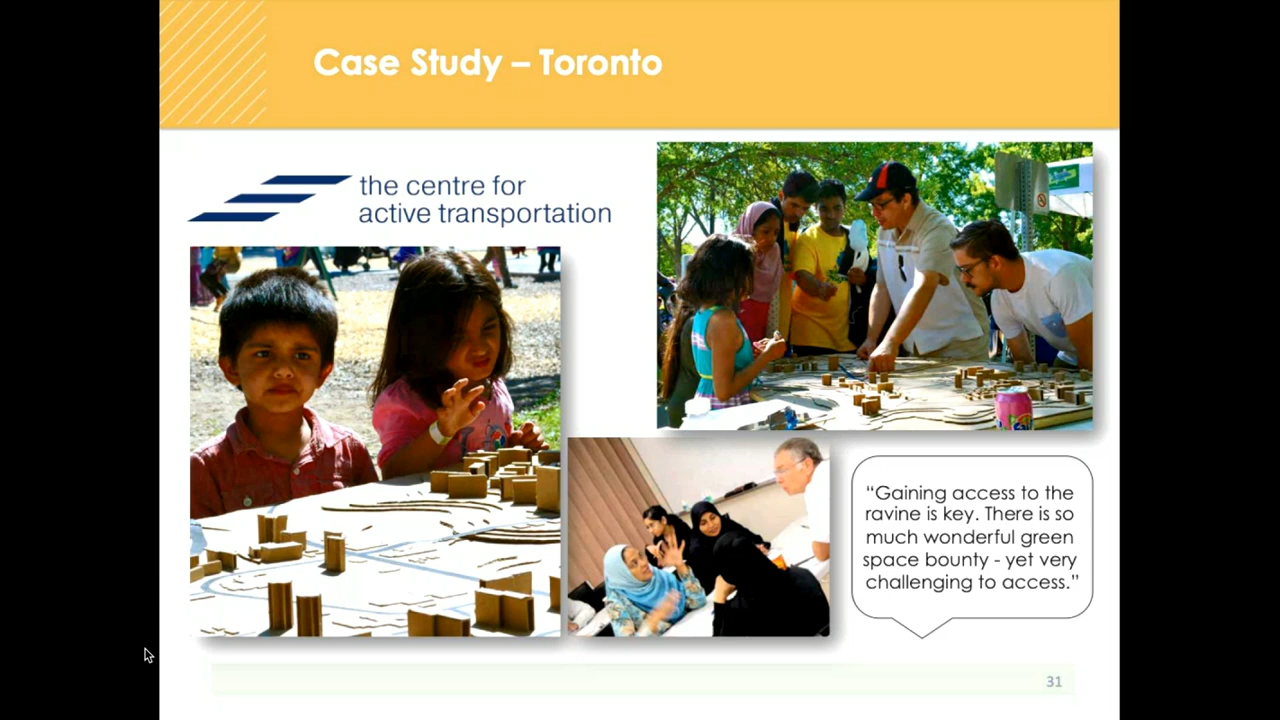 Case Study – Toronto
the centre for
active transportation
“Gaining access to the
ravine is key. There is so
much wonderful green
space bounty - yet very
challenging to access.”
31